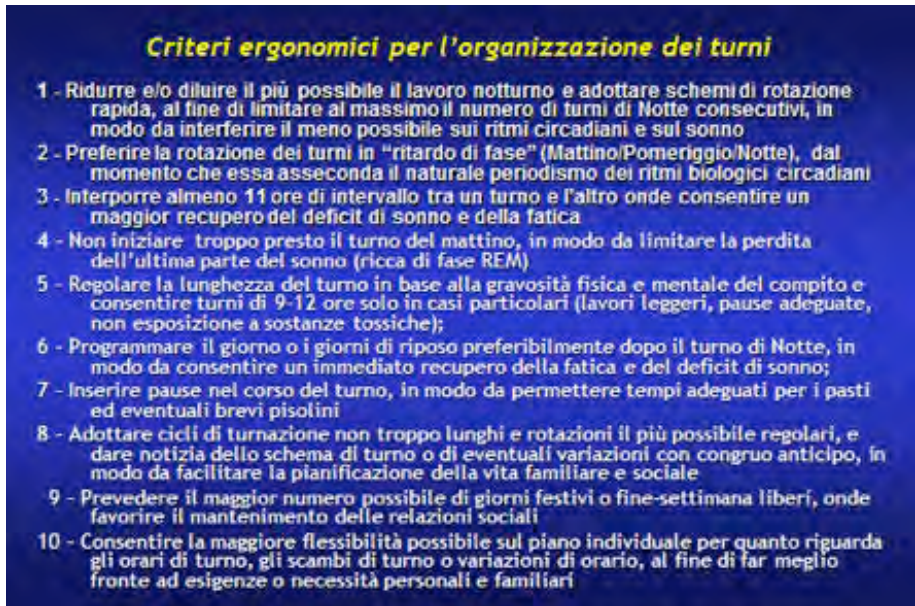 Criteri ergonomici per l'organizzazione dei turni
1 - Ridurre e/o diluire il più possibile il lavoro notturno e adottare schemi di rotazione
rapida, al fine di limitare al massimo il numero di turni di Notte consecutivi, in
modo da interferire il meno possibile sui ritmi circadiani e sul sonno
2 - Preferire la rotazione dei turni in "ritardo di fase" (Mattino/Pomeriggio/Notte), dal
momento che essa asseconda il naturale periodismo dei ritmi biologici circadiani
3 - Interporre almeno 11 ore di intervallo tra un turno e l'altro onde consentire un
maggior recupero del deficit di sonno e della fatica
4 - Non iniziare troppo presto il turno del mattino, in modo da limitare la perdita
dell'ultima parte del sonno (ricca di fase REM)
5 - Regolare la lunghezza del turno in base alla gravosità fisica e mentale del compito e
consentire turni di 9-12 ore solo in casi particolari (lavori leggeri, pause adeguate,
non esposizione a sostanze tossiche);
6 - Programmare il giorno o i giorni di riposo preferibilmente dopo il turno di Notte, in
modo da consentire un immediato recupero della fatica e del deficit di sonno;
7 - Inserire pause nel corso del turno, in modo da permettere tempi adeguati per i pasti
ed eventuali brevi pisolini
8 - Adottare cicli di turnazione non troppo lunghi e rotazioni il più possibile regolari, e
dare notizia dello schema di turno o di eventuali variazioni con congruo anticipo, in
modo da facilitare la pianificazione della vita familiare e sociale
9 - Prevedere il maggior numero possibile di giorni festivi o fine-settimana liberi, onde
favorire il mantenimento delle relazioni sociali
10 - Consentire la maggiore flessibilità possibile sul piano individuale per quanto riguarda
gli orari di turno, gli scambi di turno o variazioni di orario, al fine di far meglio
fronte ad esigenze o necessità personali e familiari